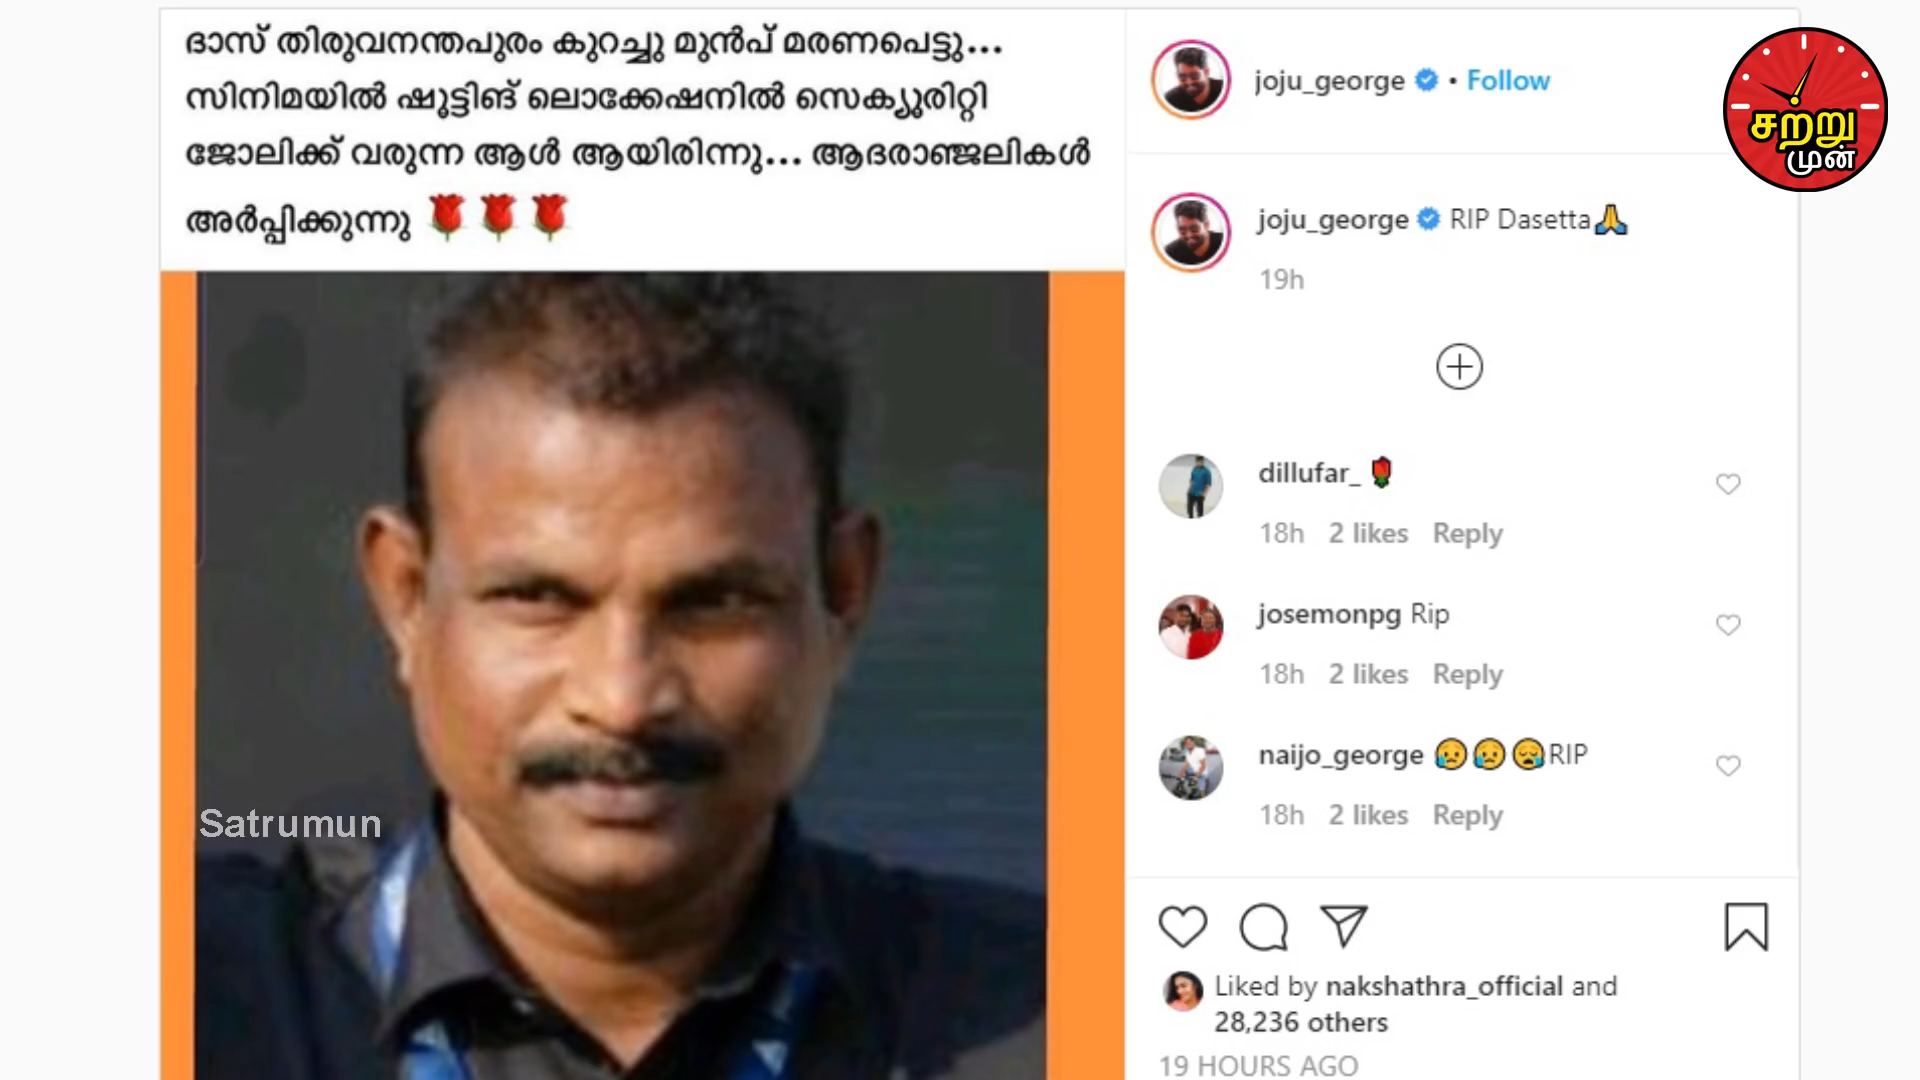 ദാസ് തിരുവനന്തപുരം കുറച്ചു മുൻപ് മരണപെട്ടു...
സിനിമയിൽ ഷൂട്ടിങ് ലൊക്കേഷനിൽ സെക്യൂരിറ്റി
ജോലിക്ക് വരുന്ന ആൾ ആയിരിന്നു... ആദരാഞ്ജലികൾ
അർപ്പിക്കുന്നു 🌹🌹🌹
Satrumun
joju_george • Follow
சற்று
முன்
joju_george RIP Dasetta🙏
19h
dillufar_ 🌹
18h 2 likes Reply
josemonpg Rip
18h 2 likes Reply
naijo_george 😥😥😪RIP
18h 2 likes Reply
Liked by nakshathra_official and
28,236 others
19 HOURS AGO